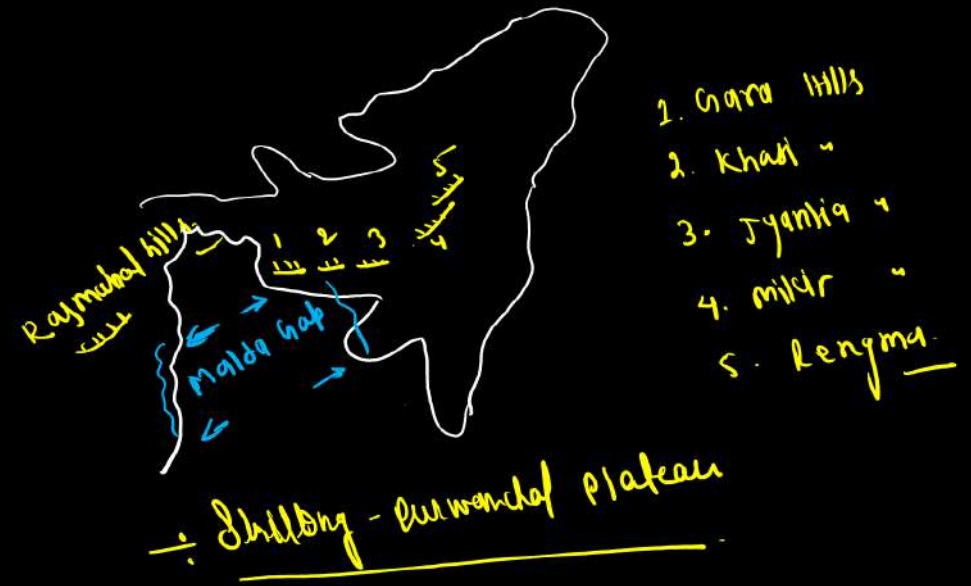 1. Garo Hills
2. Khasi "
3. Jyantia "
4. mikir "
5. Rengma
1 2 3
4
5
Rajmahal hills
Malda Gap
÷ Shillong - purwanchal plateau